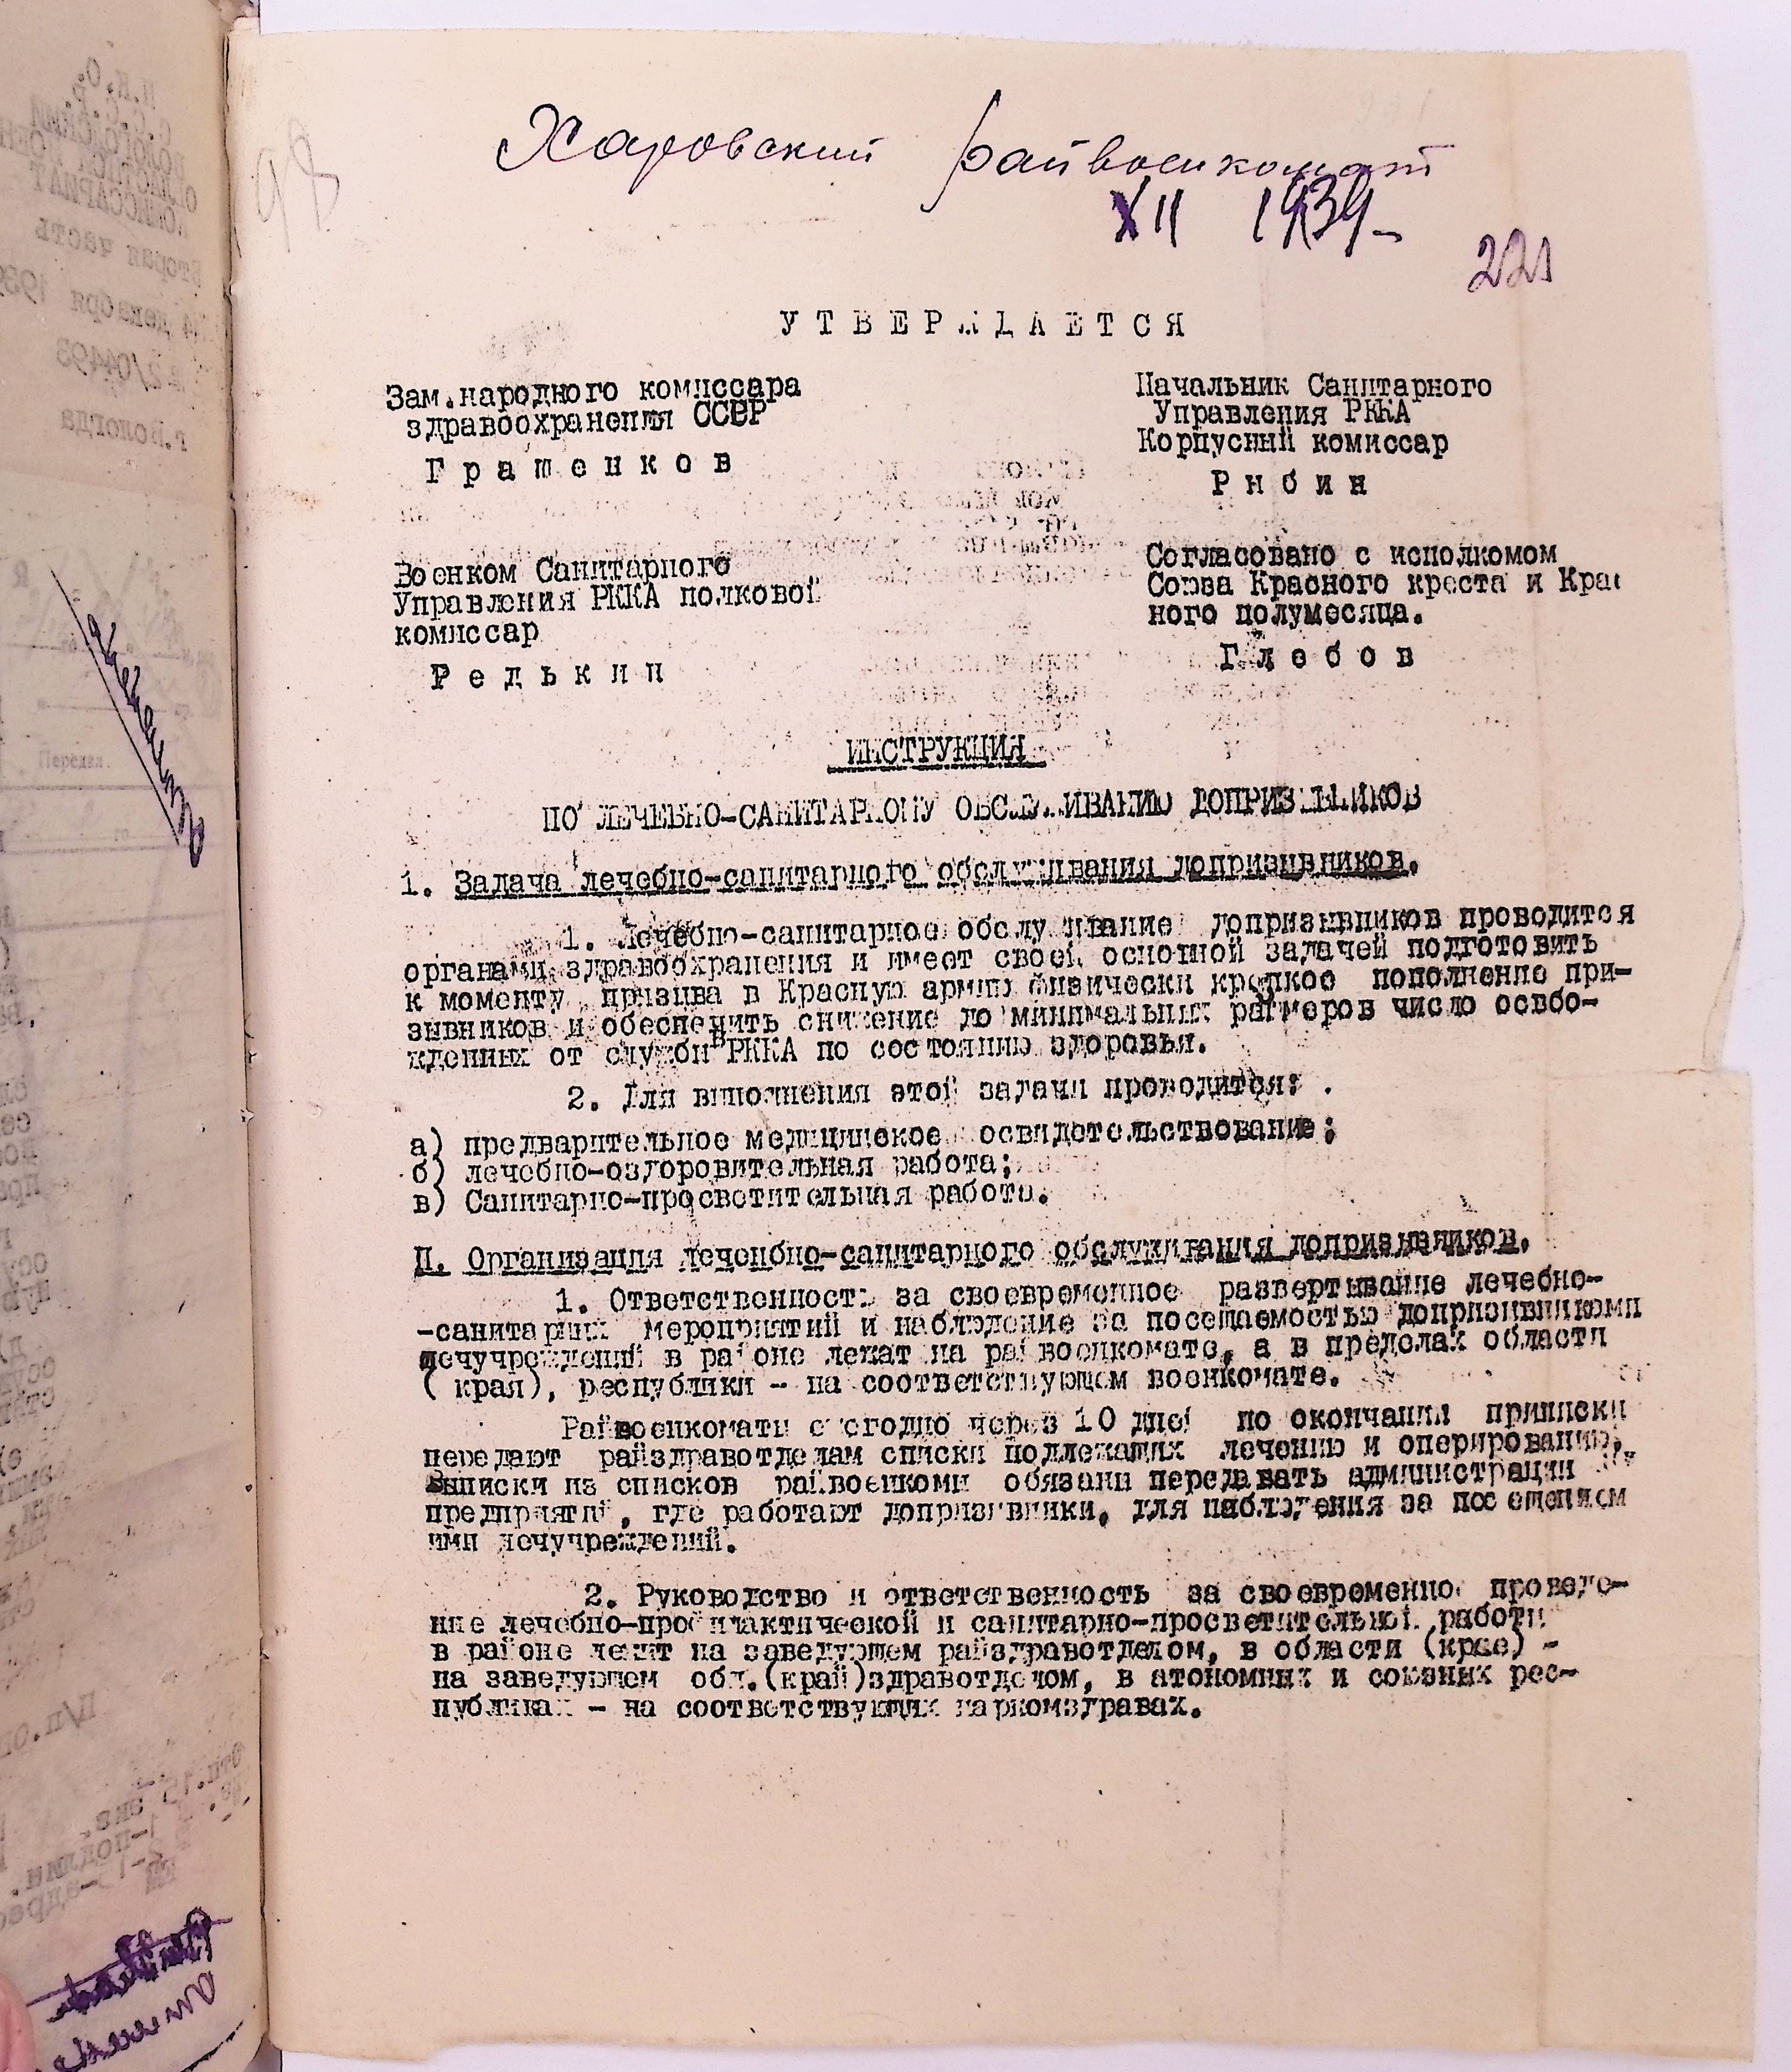 Харовский райвоенкомат
XII 1939-
221
98
УТВЕРЖДАЕТСЯ
Зам.народного комиссара
здравоохранения СССР
Гращенков
Начальник Санитарного
Управления РККА
Корпусный комиссар
Рыбин
Военком Санитарного
Управления РККА полковой
комиссар
Редькин
Согласовано с исполкомом
Союза Красного креста и Крас
ного полумесяца.
Глебов
ИНСТРУКЦИЯ
ПО ЛЕЧЕБНО-САНИТАРНОМУ ОБСЛУЖИВАНИЮ ДОПРИЗЫВНИКОВ
1. Задача лечебно-санитарного обслуживания допризывников.
1. Лечебно-санитарное обслуживание допризывников проводится
органами здравоохранения и имеет своей основной задачей подготовить
к моменту призыва в Красную армию физически крепкое пополнение при-
зывников и обеспечить снижение до минимальных размеров число освбо-
жденных от службы в РККА по состоянию здоровья.
2. Для выполнения этой задачи проводится:
а) предварительное медицинское освидетельствование;
б) лечебно-оздоровительная работа;
в) Санитарно-просветительная работа.
П. Организация лечебно-санитарного обслуживания допризывников.
1. Ответственность за своевременное развертывание лечебно-
-санитарных мероприятий и наблюдение за посещаемостью допризывниками
лечучреждений в районе лежат на райвоенкомате, а в пределах области
( края), республики - на соответствующем военкомате.
Райвоенкоматы ежегодно через 10 дней по окончании приписки
передают райздравотделам списки подлежащих лечению и оперированию.
Выписки из списков райвоенкомы обязаны передавать администрации
предприятий, где работают допризывники, для наблюдения за посещением
ими лечучреждений.
2. Руководство и ответственность за своевременное проведе-
ние лечебно-профилактической и санитарно-просветительной работы
в районе лежит на заведующем райздравотделом, в области (крае) -
на заведующем обл.(край)здравотделом, в атономных и союзных рес-
публиках - на соответствующих наркомздравах.